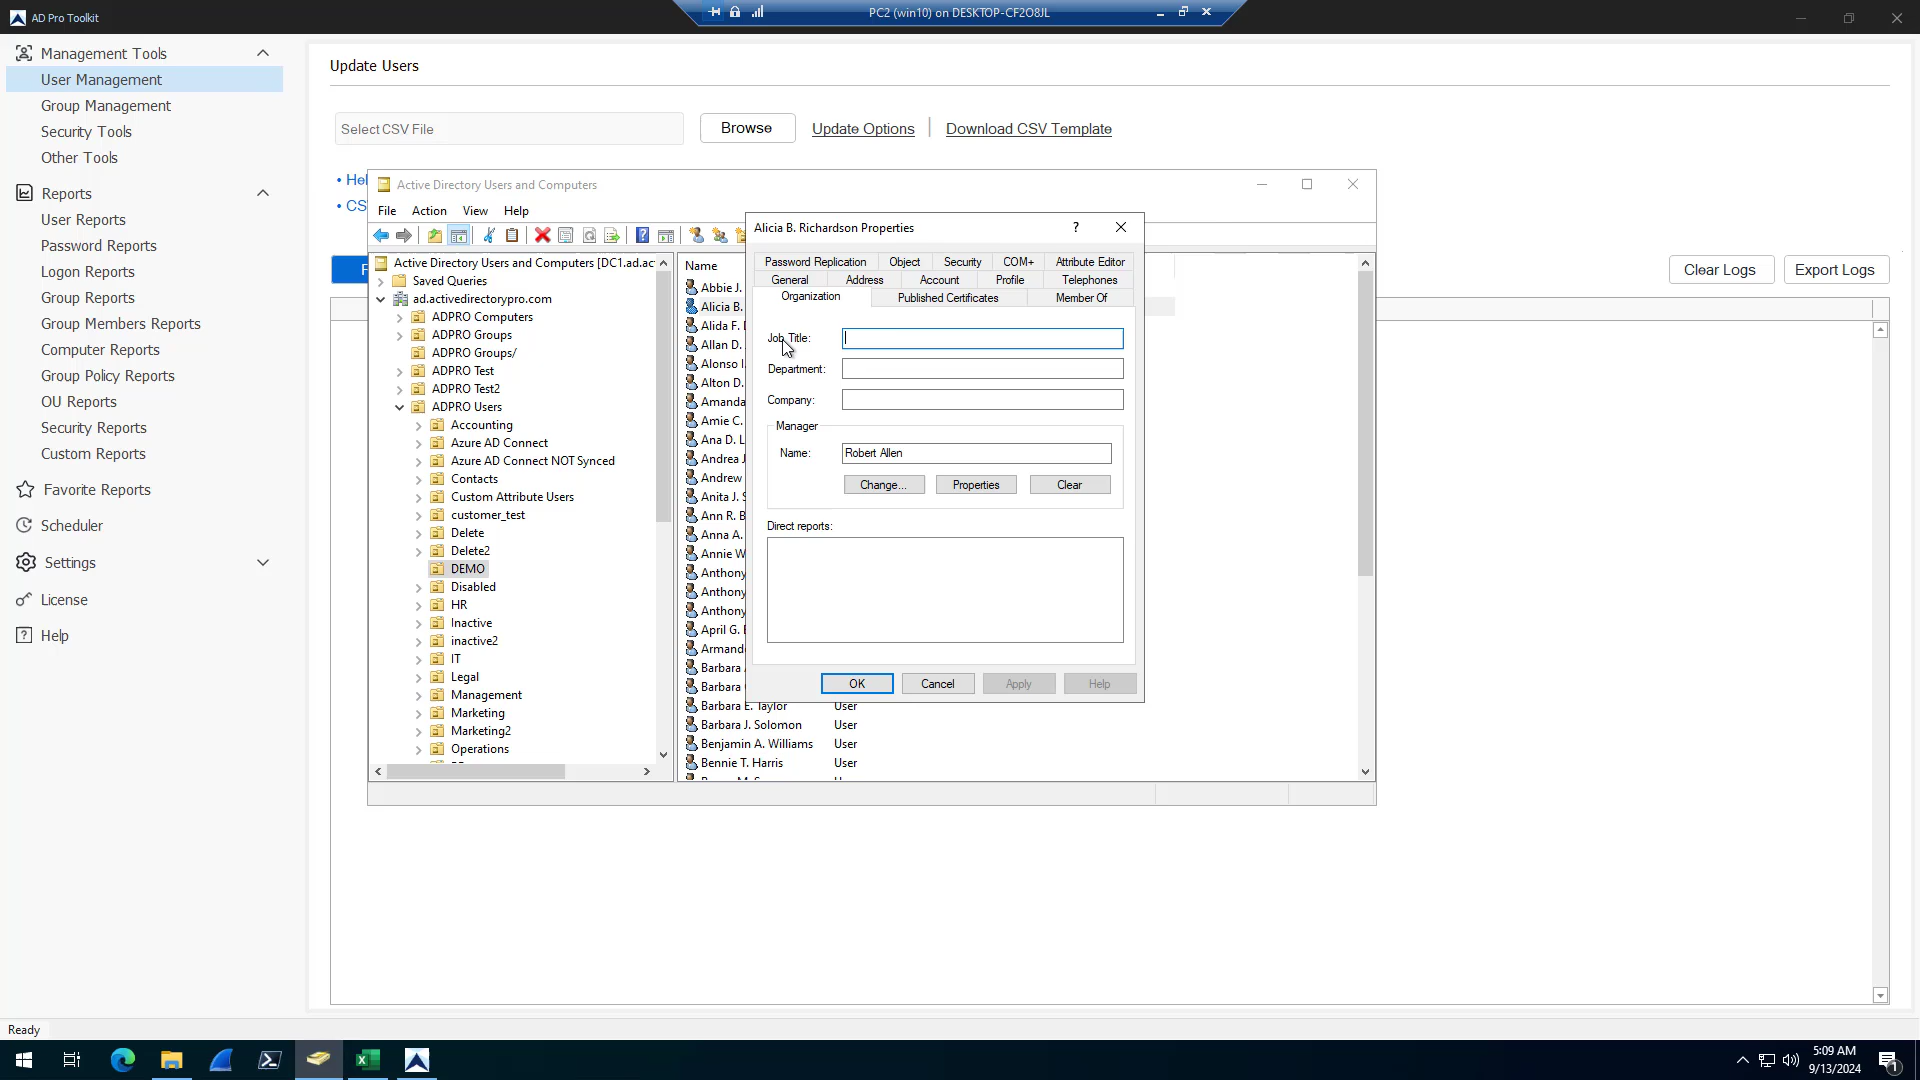 AD Pro Toolkit
PC2 (win10) on DESKTOP-CF2O8JL
Management Tools
User Management
Group Management
Security Tools
Other Tools
Reports
User Reports
Password Reports
Logon Reports
Group Reports
Group Members Reports
Computer Reports
Group Policy Reports
OU Reports
Security Reports
Custom Reports
Favorite Reports
Scheduler
Settings
License
Help
Update Users
Select CSV File
Browse
Update Options
Download CSV Template
• Hel
• CS
Clear Logs
Export Logs
Active Directory Users and Computers
File Action View Help
Active Directory Users and Computers [DC1.ad.ac
Saved Queries
ad.activedirectorypro.com
ADPRO Computers
ADPRO Groups
ADPRO Groups/
ADPRO Test
ADPRO Test2
ADPRO Users
Accounting
Azure AD Connect
Azure AD Connect NOT Synced
Contacts
Custom Attribute Users
customer_test
Delete
Delete2
DEMO
Disabled
HR
Inactive
inactive2
IT
Legal
Management
Marketing
Marketing2
Operations
Name
Abbie J.
Alicia B.
Alida F.
Allan D.
Alonso
Alton D.
Amanda
Amie C.
Ana D. L
Andrea
Andrew
Anita J. S
Ann R. B
Anna A.
Annie W
Anthony
Anthony
Anthony
April G.
Armand
Barbara
Barbara
Barbara E. Taylor User
Barbara J. Solomon User
Benjamin A. Williams User
Bennie T. Harris User
Alicia B. Richardson Properties
?
Password Replication Object Security COM+ Attribute Editor
General Address Account Profile Telephones
Organization Published Certificates Member Of
Job Title:
Department:
Company:
Manager
Name: Robert Allen
Change... Properties Clear
Direct reports:
OK Cancel Apply Help
Ready
5:09 AM
9/13/2024
1